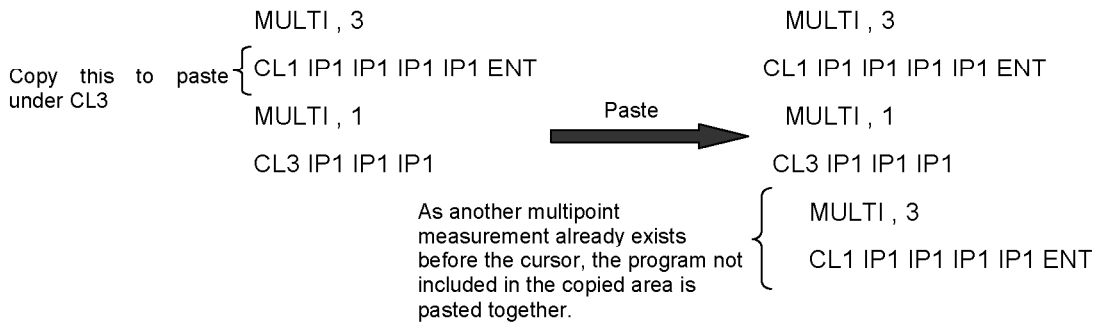 MULTI , 3
Copy this to paste
under CL3
CL1 IP1 IP1 IP1 IP1 ENT
MULTI , 1
CL3 IP1 IP1 IP1
Paste
MULTI , 3
CL1 IP1 IP1 IP1 IP1 ENT
MULTI , 1
CL3 IP1 IP1 IP1
As another multipoint
measurement already exists
before the cursor, the program not
included in the copied area is
pasted together.
MULTI , 3
CL1 IP1 IP1 IP1 IP1 ENT